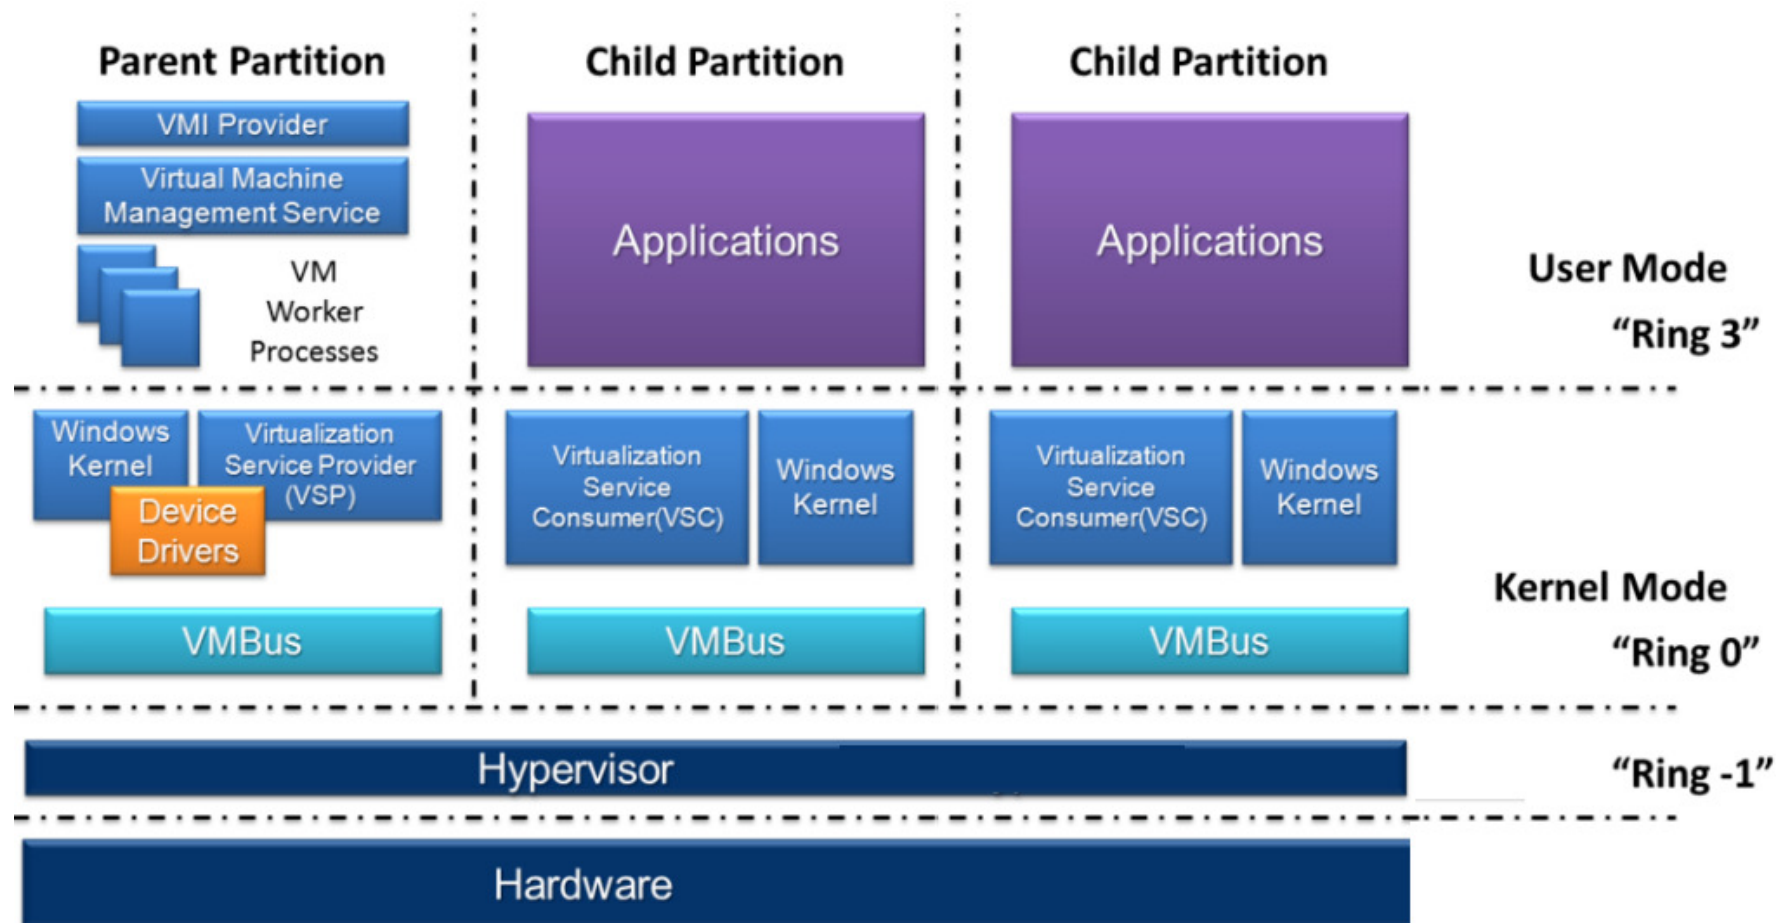 Parent Partition
Child Partition
Child Partition
VMI Provider
Virtual Machine
Management Service
VM
Worker
Processes
Applications
Applications
User Mode
“Ring 3”
Windows
Kernel
Virtualization
Service Provider
(VSP)
Device
Drivers
Virtualization
Service
Consumer(VSC)
Windows
Kernel
Virtualization
Service
Consumer(VSC)
Windows
Kernel
Kernel Mode
“Ring 0”
VMBus
VMBus
VMBus
Hypervisor
“Ring -1”
Hardware